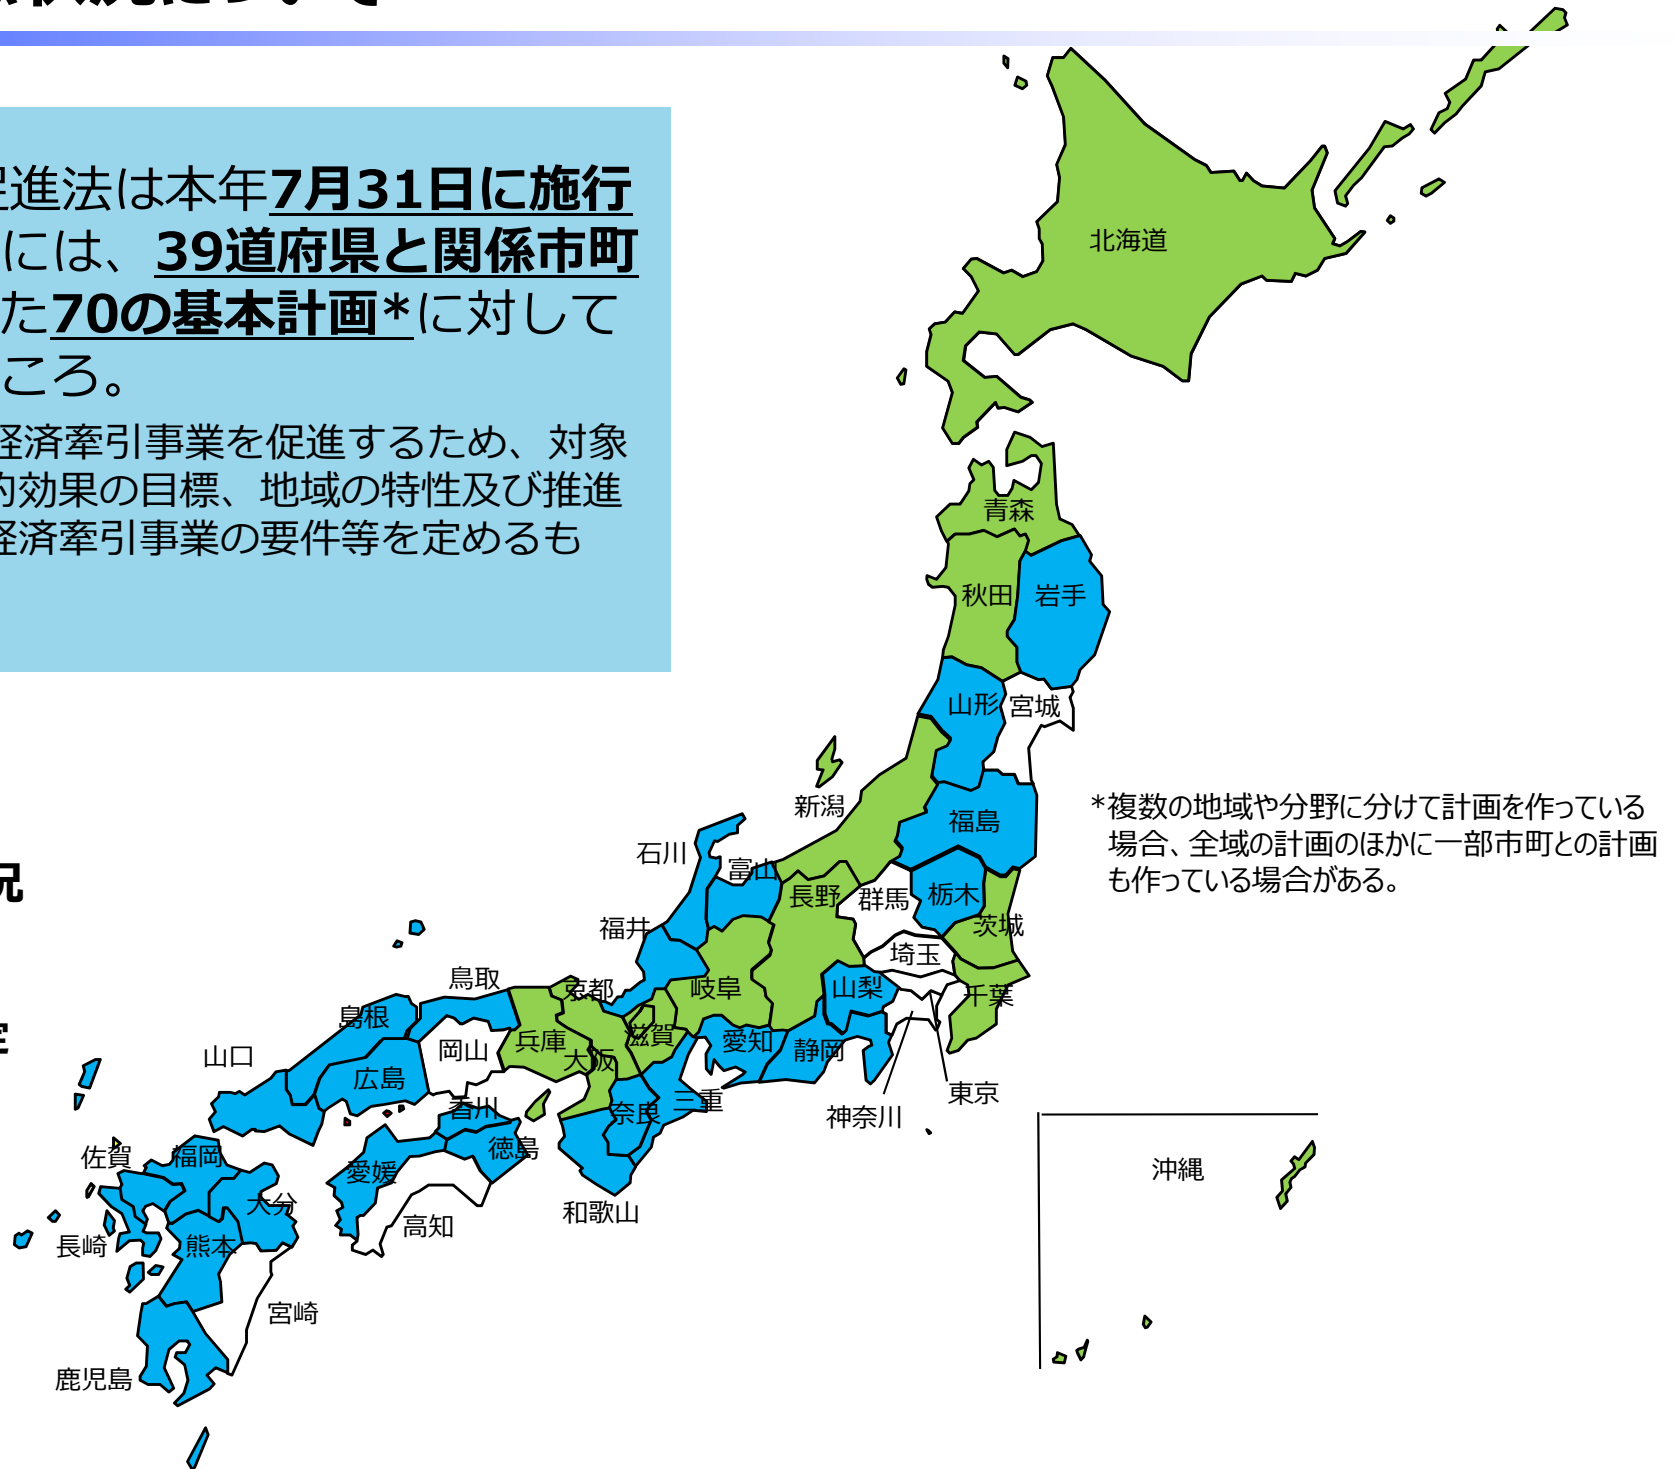 状況について
促進法は本年7月31日に施行
には、39道府県と関係市町
た70の基本計画*に対して
ころ。
経済牽引事業を促進するため、対象
的効果の目標、地域の特性及び推進
経済牽引事業の要件等を定めるも
北海道
青森
秋田
岩手
山形
宮城
新潟
福島
*複数の地域や分野に分けて計画を作っている
場合、全域の計画のほかに一部市町との計画
も作っている場合がある。
石川
富山
長野
群馬
栃木
茨城
況
福井
埼玉
鳥取
京都
岐阜
山梨
千葉
島根
定
山口
岡山
兵庫
大阪
滋賀
愛知
静岡
広島
東京
香川
奈良
三重
神奈川
佐賀
福岡
愛媛
徳島
沖縄
大分
高知
和歌山
長崎
熊本
宮崎
鹿児島